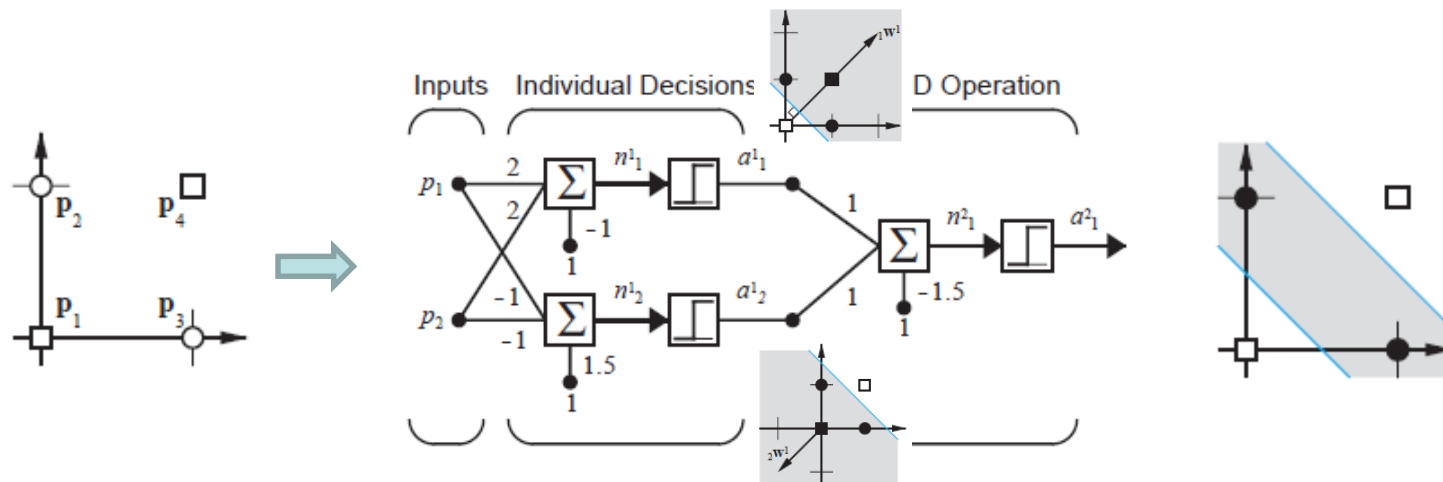 p₂
p₄
p₁
p₃
Inputs
Individual Decisions
D Operation
₁w¹
p₁
2
n¹₁
a¹₁
2
Σ
-1
1
1
n²₁
a²₁
Σ
-1.5
1
p₂
-1
n¹₂
a¹₂
1
-1
Σ
1.5
1
₂w¹